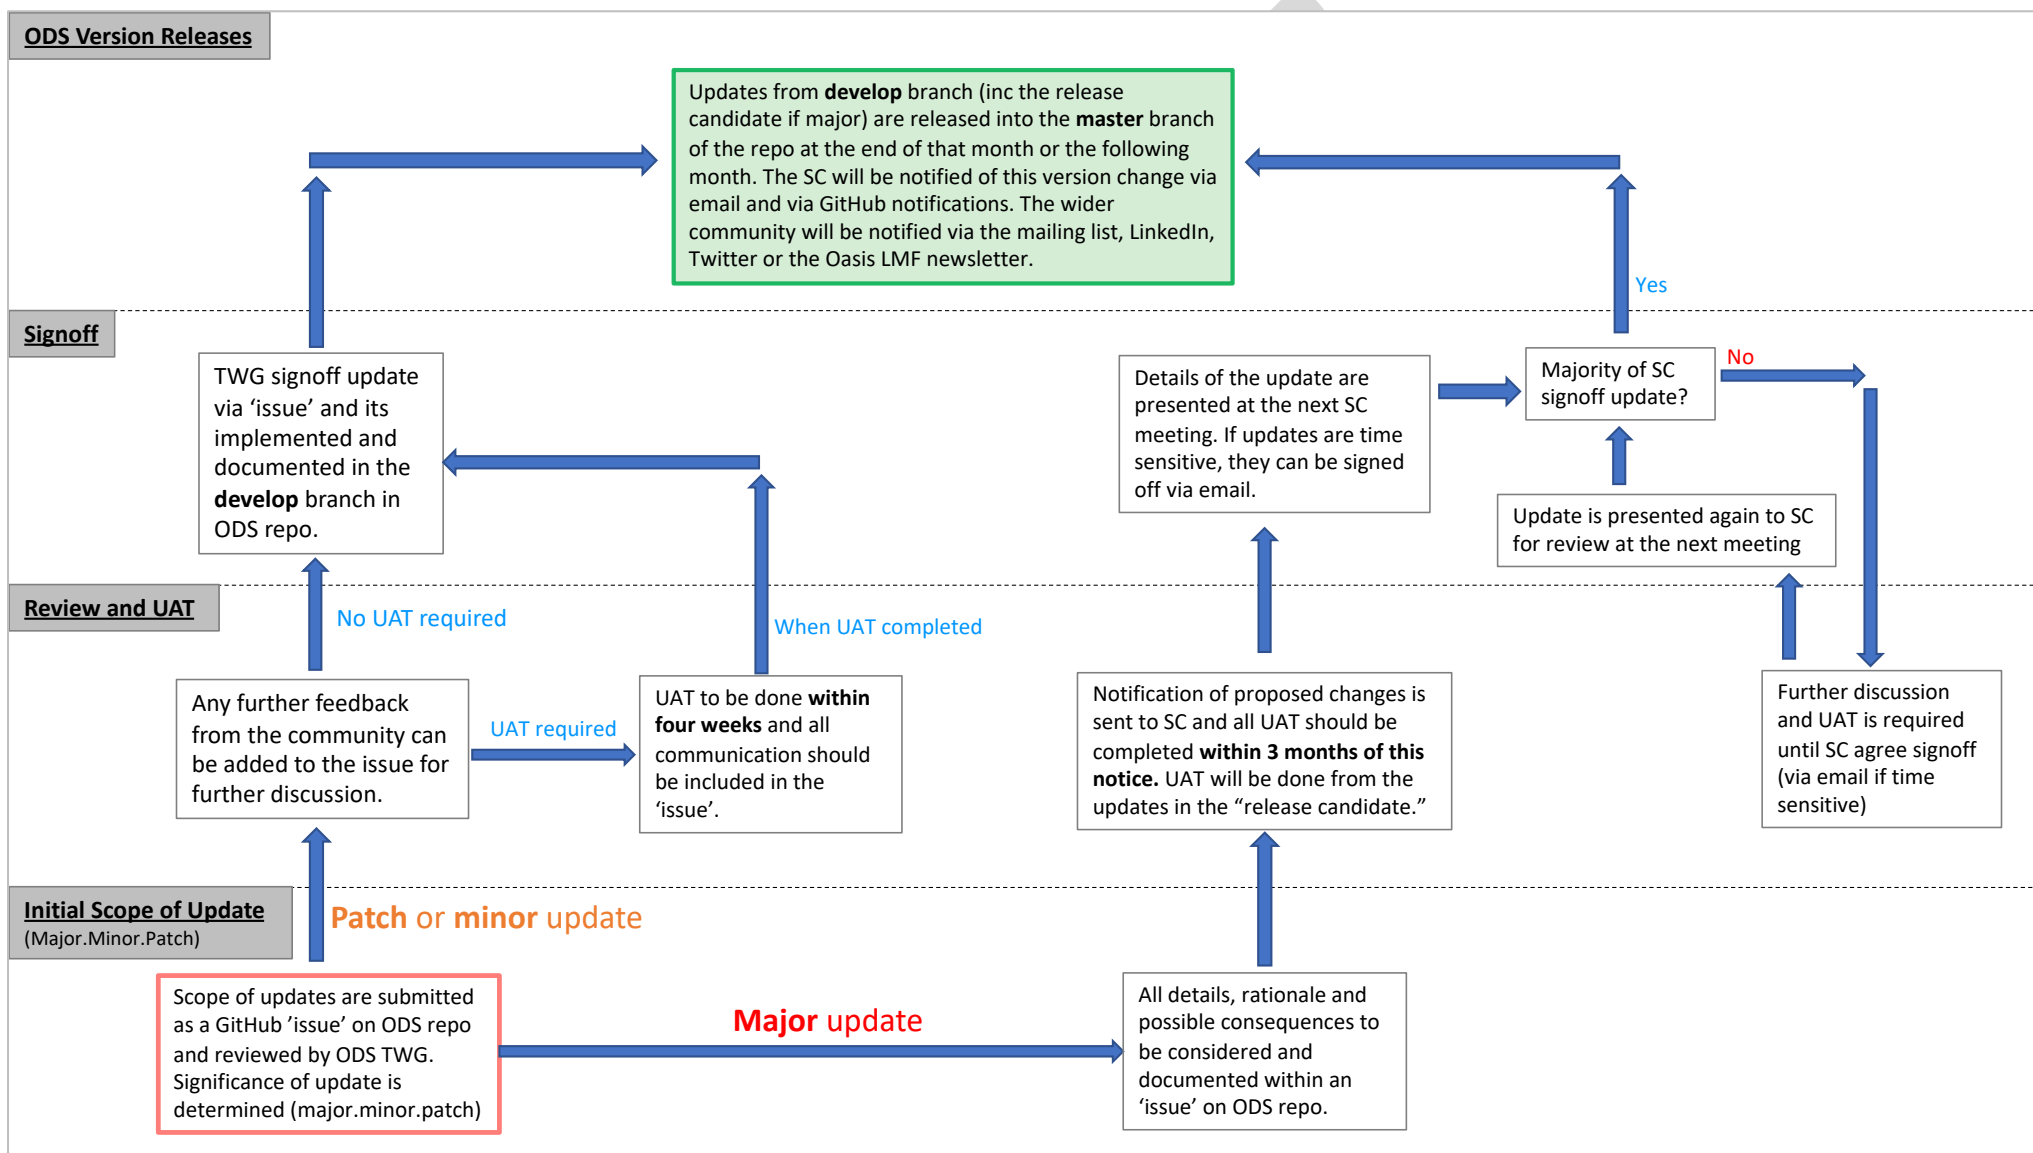 ODS Version Releases
Updates from develop branch (inc the release
candidate if major) are released into the master branch
of the repo at the end of that month or the following
month. The SC will be notified of this version change via
email and via GitHub notifications. The wider
community will be notified via the mailing list, LinkedIn,
Twitter or the Oasis LMF newsletter.
Yes
Signoff
TWG signoff update
via ‘issue’ and its
implemented and
documented in the
develop branch in
ODS repo.
Details of the update are
presented at the next SC
meeting. If updates are time
sensitive, they can be signed
off via email.
Majority of SC
signoff update?
No
Update is presented again to SC
for review at the next meeting
Review and UAT
No UAT required
When UAT completed
Any further feedback
from the community can
be added to the issue for
further discussion.
UAT required
UAT to be done within
four weeks and all
communication should
be included in the
‘issue’.
Notification of proposed changes is
sent to SC and all UAT should be
completed within 3 months of this
notice. UAT will be done from the
updates in the “release candidate.”
Further discussion
and UAT is required
until SC agree signoff
(via email if time
sensitive)
Initial Scope of Update
(Major.Minor.Patch)
Patch or minor update
Scope of updates are submitted
as a GitHub ’issue’ on ODS repo
and reviewed by ODS TWG.
Significance of update is
determined (major.minor.patch)
Major update
All details, rationale and
possible consequences to
be considered and
documented within an
‘issue’ on ODS repo.